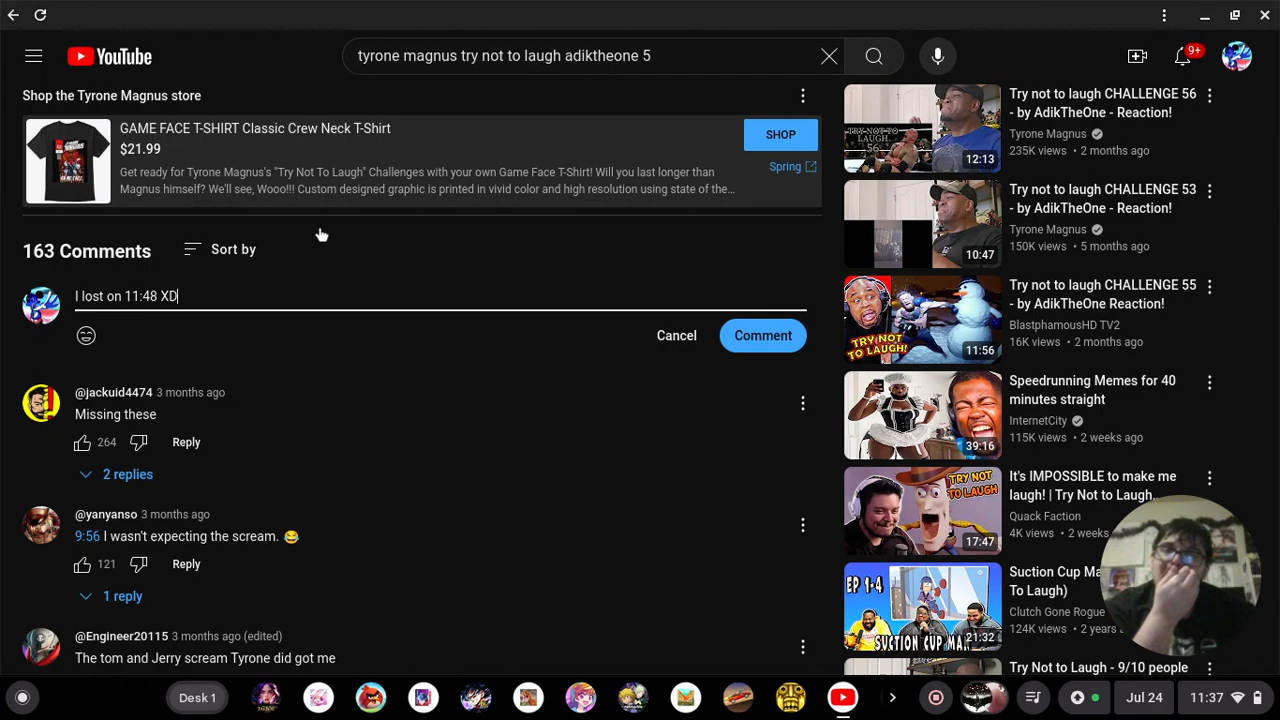 YouTube
tyrone magnus try not to laugh adiktheone 5
9+
Shop the Tyrone Magnus store
GAME FACE T-SHIRT Classic Crew Neck T-Shirt
$21.99
Get ready for Tyrone Magnus's "Try Not To Laugh" Challenges with your own Game Face T-Shirt! Will you last longer than
Magnus himself? We'll see, Wooo!!! Custom designed graphic is printed in vivid color and high resolution using state of the...
SHOP
Spring
163 Comments
Sort by
I lost on 11:48 XD
Cancel
Comment
@jackuid4474 3 months ago
Missing these
264
Reply
2 replies
@yanyanso 3 months ago
9:56 I wasn't expecting the scream. 😂
121
Reply
1 reply
@Engineer20115 3 months ago (edited)
The tom and Jerry scream Tyrone did got me
TRY NOT TO
LAUGH
56
12:13
Try not to laugh CHALLENGE 56
- by AdikTheOne - Reaction!
Tyrone Magnus
235K views • 2 months ago
10:47
Try not to laugh CHALLENGE 53
- by AdikTheOne - Reaction!
Tyrone Magnus
150K views • 5 months ago
TRY NOT
TO LAUGH!
11:56
Try not to laugh CHALLENGE 55
- by AdikTheOne Reaction!
BlastphamousHD TV2
16K views • 2 months ago
39:16
Speedrunning Memes for 40
minutes straight
InternetCity
115K views • 2 weeks ago
TRY NOT
TO LAUGH
17:47
It's IMPOSSIBLE to make me
laugh! | Try Not to Laugh...
Quack Faction
4K views • 2 weeks
EP 1-4
SUCTION CUP MAN
21:32
Suction Cup Ma
To Laugh)
Clutch Gone Rogue
124K views • 2 years
Try Not to Laugh - 9/10 people
Desk 1
Jul 24
11:37